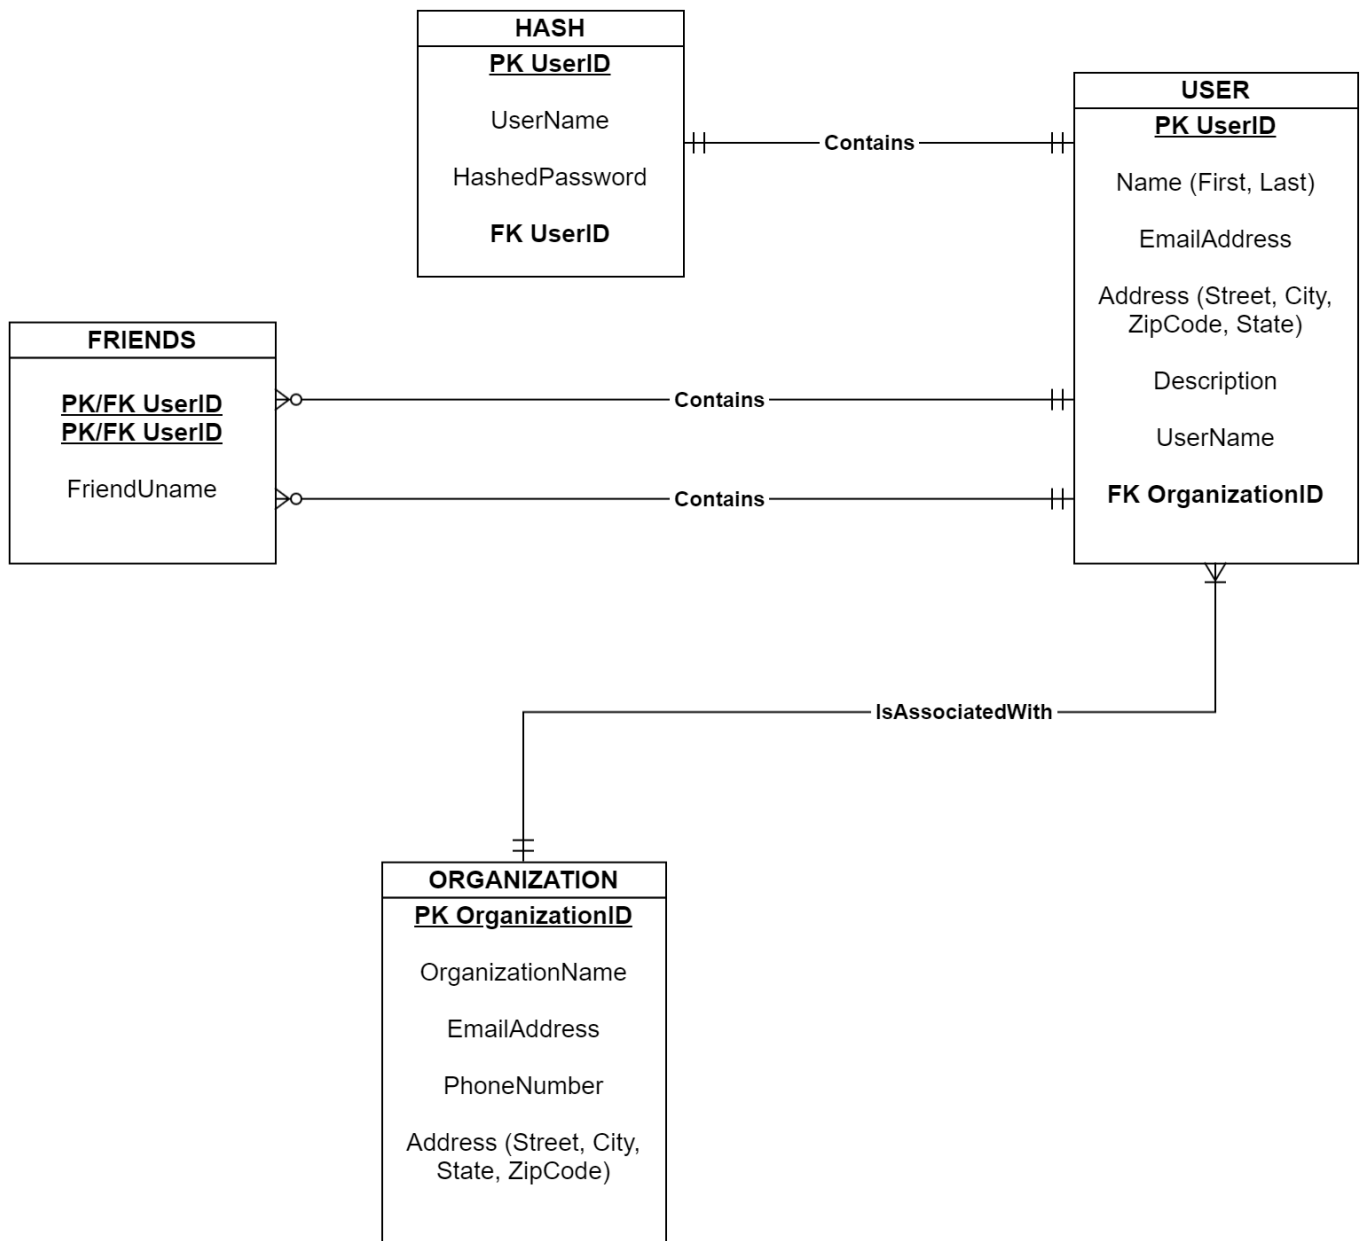 HASH
PK UserID
UserName
HashedPassword
FK UserID
Contains
USER
PK UserID
Name (First, Last)
EmailAddress
Address (Street, City,
ZipCode, State)
Description
UserName
FK OrganizationID
FRIENDS
PK/FK UserID
PK/FK UserID
FriendUname
Contains
Contains
IsAssociatedWith
ORGANIZATION
PK OrganizationID
OrganizationName
EmailAddress
PhoneNumber
Address (Street, City,
State, ZipCode)